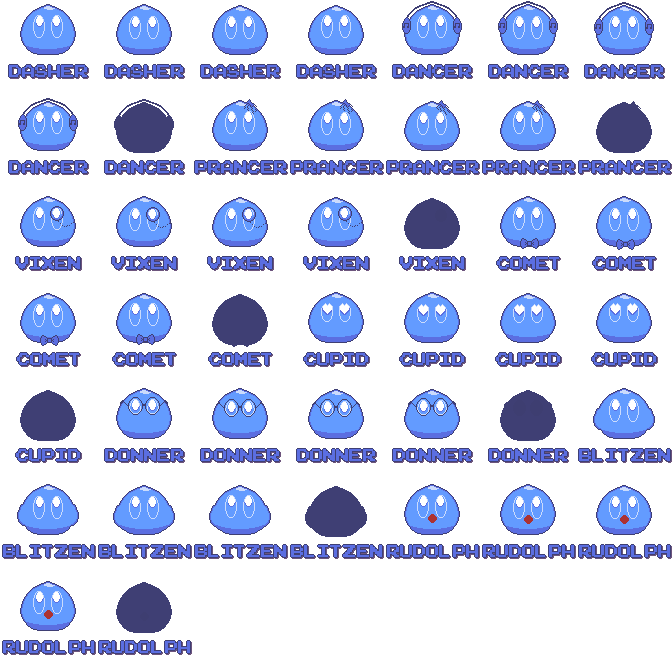 DASHER DASHER DASHER DASHER DANCER DANCER DANCER
DANCER DANCER PRANCER PRANCER PRANCER PRANCER PRANCER
VIXEN VIXEN VIXEN VIXEN VIXEN COMET COMET
COMET COMET COMET CUPID CUPID CUPID CUPID
CUPID DONNER DONNER DONNER DONNER DONNER BLITZEN
BLITZEN BLITZEN BLITZEN BLITZEN RUDOLPH RUDOLPH RUDOLPH
RUDOLPH RUDOLPH